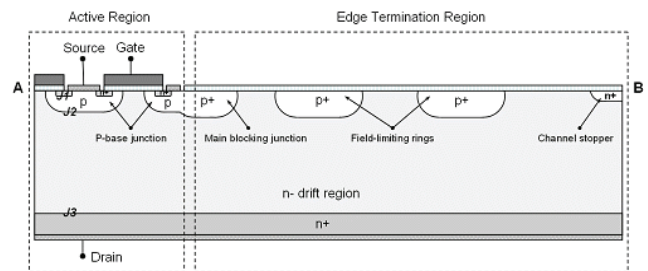 Active Region
Edge Termination Region
Source
Gate
A
B
J1
n+
n+
n+
p
p
p+
p+
p+
n+
J2
P-base junction
Main blocking junction
Field-limiting rings
Channel stopper
n- drift region
J3
n+
Drain